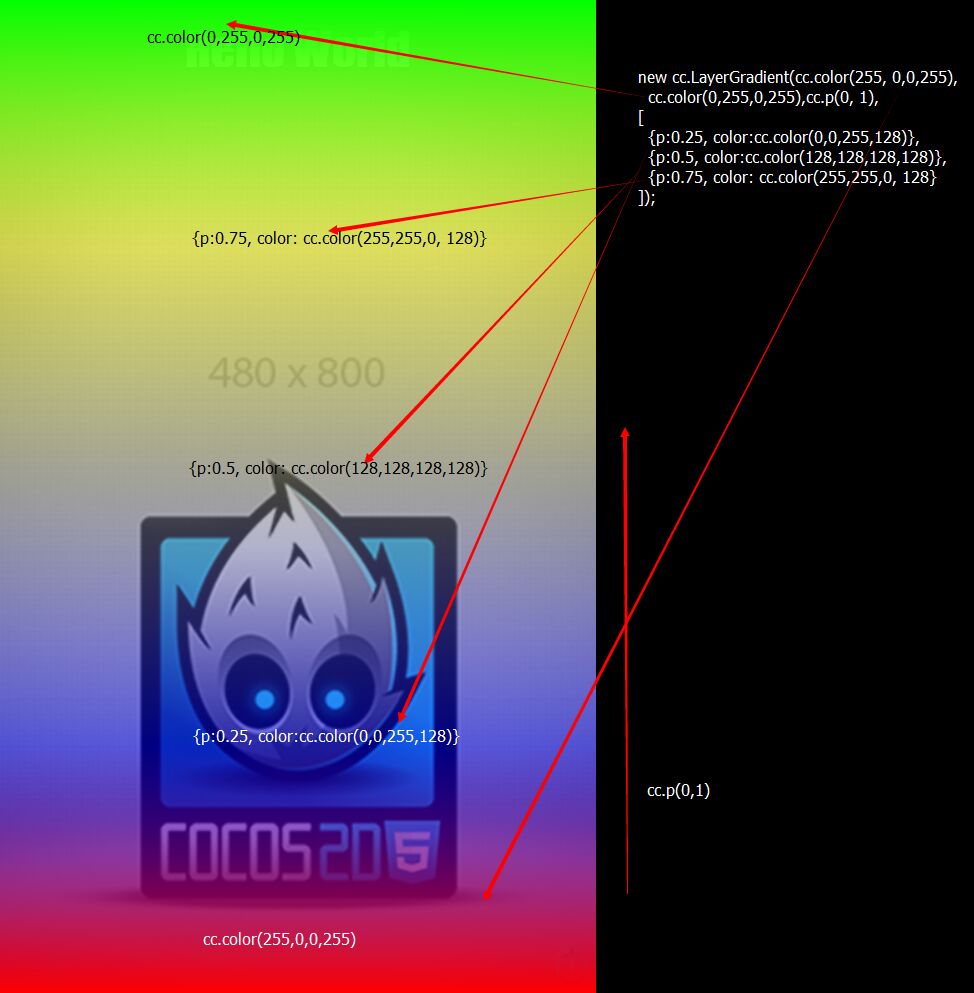 cc.color(0,255,0,255)
Hello World
new cc.LayerGradient(cc.color(255, 0,0,255),
cc.color(0,255,0,255),cc.p(0, 1),
[
{p:0.25, color:cc.color(0,0,255,128)},
{p:0.5, color:cc.color(128,128,128,128)},
{p:0.75, color: cc.color(255,255,0, 128}
]);
{p:0.75, color: cc.color(255,255,0, 128)}
480 x 800
{p:0.5, color: cc.color(128,128,128,128)}
{p:0.25, color:cc.color(0,0,255,128)}
cc.p(0,1)
COCOS2D
5
cc.color(255,0,0,255)